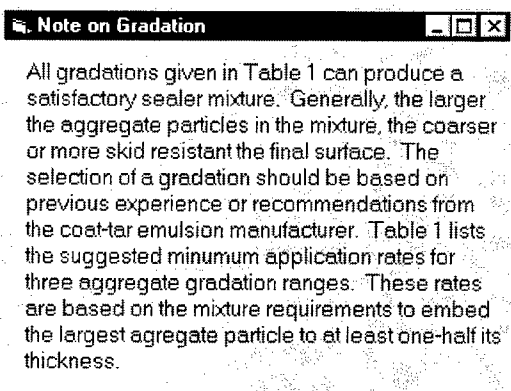 Note on Gradation
All gradations given in Table 1 can produce a
satisfactory sealer mixture. Generally, the larger
the aggregate particles in the mixture, the coarser
or more skid resistant the final surface. The
selection of a gradation should be based on
previous experience or recommendations from
the coat-tar emulsion manufacturer. Table 1 lists
the suggested minumum application rates for
three aggregate gradation ranges. These rates
are based on the mixture requirements to embed
the largest agregate particle to at least one-half its
thickness.